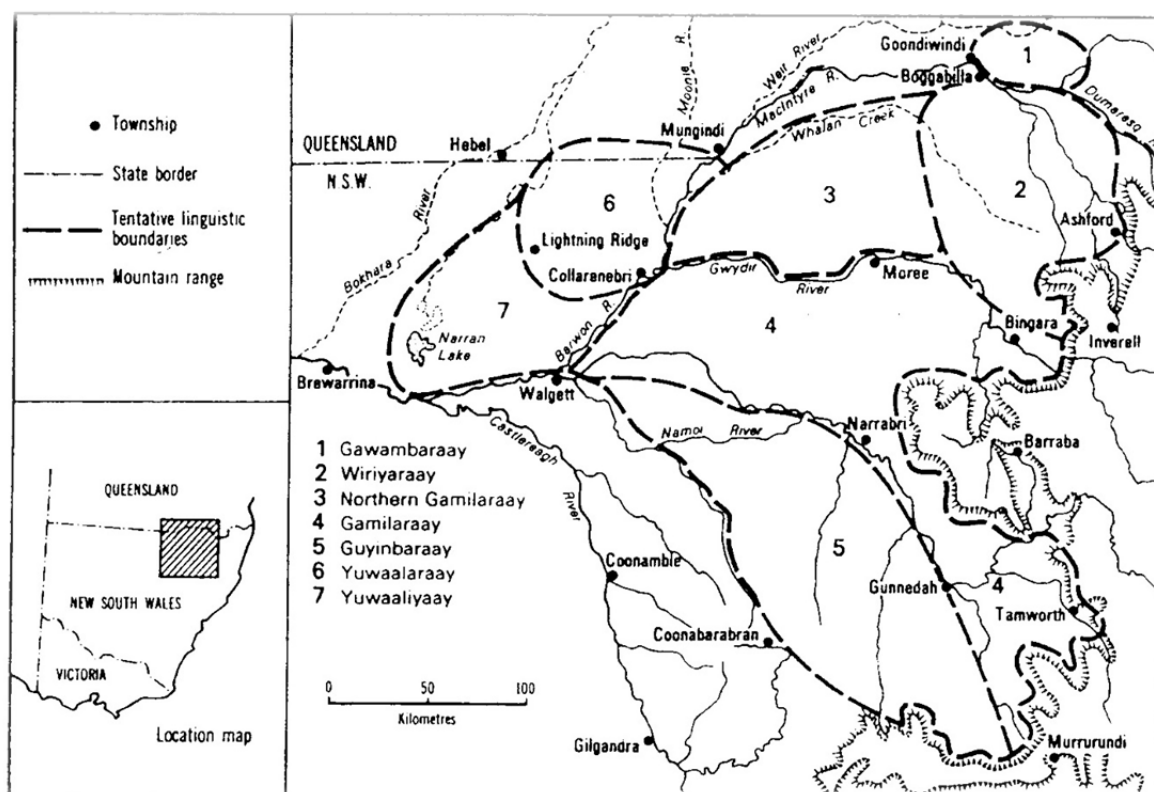 Township
State border
Tentative linguistic
boundaries
Mountain range
QUEENSLAND
NEW SOUTH WALES
VICTORIA
Location map
Goondiwindi
1
Boggabilla
Weir River
Moonie R.
MacIntyre R.
Dumaresq
Mungindi
Whalan Creek
QUEENSLAND
Hebel
N.S.W.
2
3
6
Ashford
Bokhara River
Lightning Ridge
Collarenebri
Gwydir
River
Moree
7
Barwon R.
4
Bingara
Inverell
Narran
Lake
Brewarrina
Walgett
Castlereagh
River
Namoi River
Narrabri
Barraba
1 Gawambaraay
2 Wiriyaraay
3 Northern Gamilaraay
4 Gamilaraay
5 Guyinbaraay
6 Yuwaalaraay
7 Yuwaaliyaay
5
Coonamble
Gunnedah
4
Tamworth
Coonabarabran
0 50 100
Kilometres
Gilgandra
Murrurundi